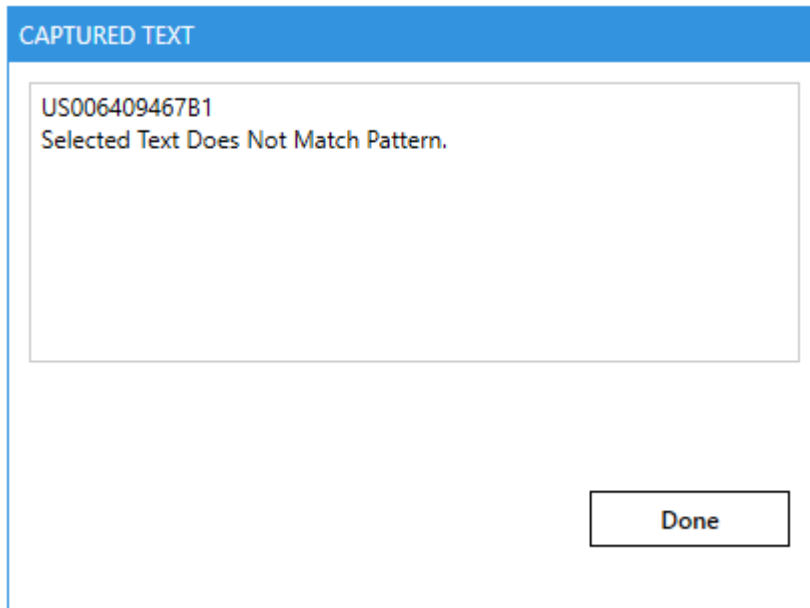 CAPTURED TEXT
US006409467B1
Selected Text Does Not Match Pattern.
Done